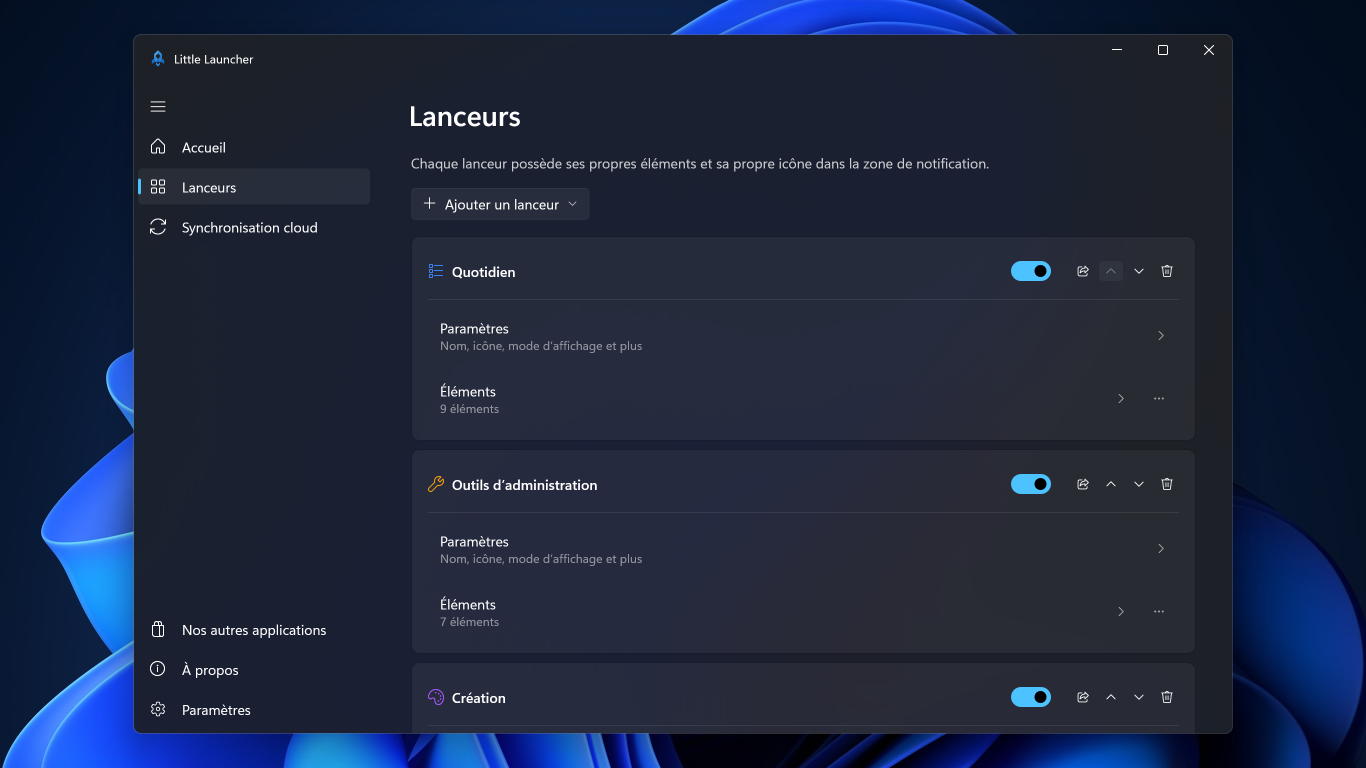 Little Launcher
Accueil
Lanceurs
Synchronisation cloud
Nos autres applications
À propos
Paramètres
Lanceurs
Chaque lanceur possède ses propres éléments et sa propre icône dans la zone de notification.
Ajouter un lanceur
Quotidien
Paramètres
Nom, icône, mode d'affichage et plus
Éléments
9 éléments
Outils d'administration
Paramètres
Nom, icône, mode d'affichage et plus
Éléments
7 éléments
Création